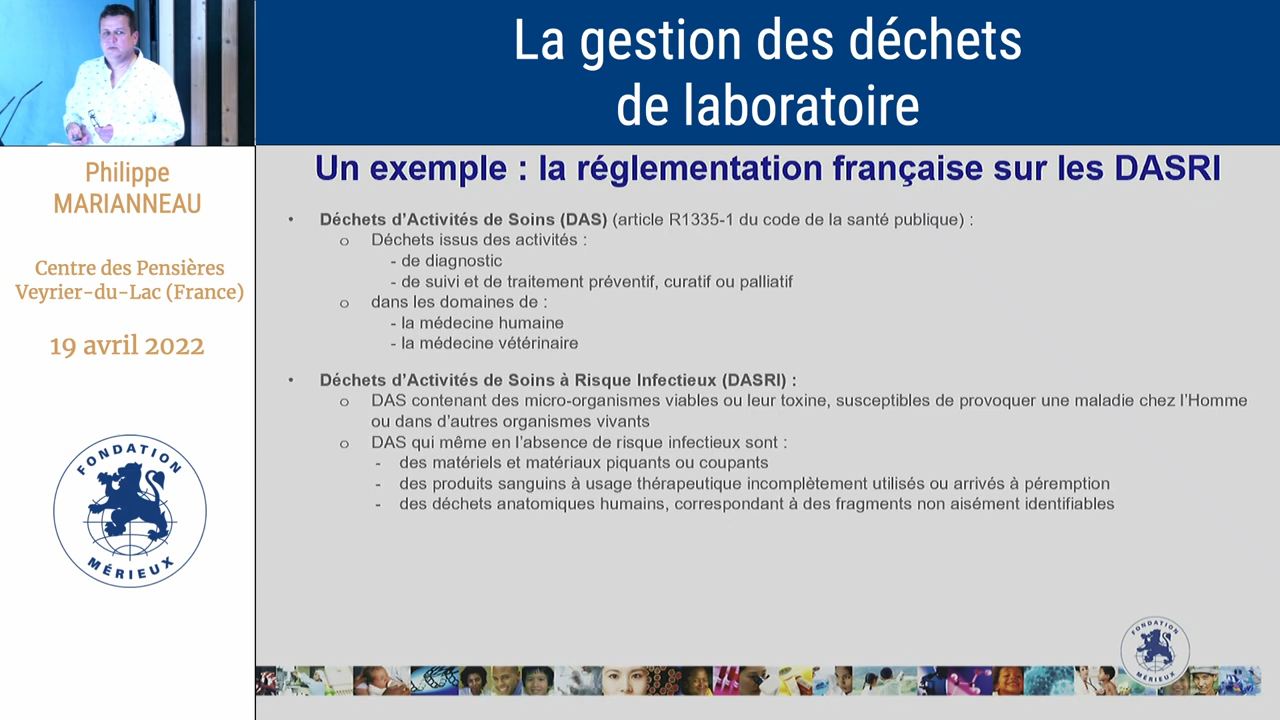 La gestion des déchets
de laboratoire
Philippe
MARIANNEAU
Centre des Pensières
Veyrier-du-Lac (France)
19 avril 2022
FONDATION
MÉRIEUX
Un exemple : la réglementation française sur les DASRI
• Déchets d’Activités de Soins (DAS) (article R1335-1 du code de la santé publique) :
o Déchets issus des activités :
- de diagnostic
- de suivi et de traitement préventif, curatif ou palliatif
o dans les domaines de :
- la médecine humaine
- la médecine vétérinaire
• Déchets d’Activités de Soins à Risque Infectieux (DASRI) :
o DAS contenant des micro-organismes viables ou leur toxine, susceptibles de provoquer une maladie chez l’Homme
ou dans d’autres organismes vivants
o DAS qui même en l’absence de risque infectieux sont :
- des matériels et matériaux piquants ou coupants
- des produits sanguins à usage thérapeutique incomplètement utilisés ou arrivés à péremption
- des déchets anatomiques humains, correspondant à des fragments non aisément identifiables
FONDATION
MÉRIEUX